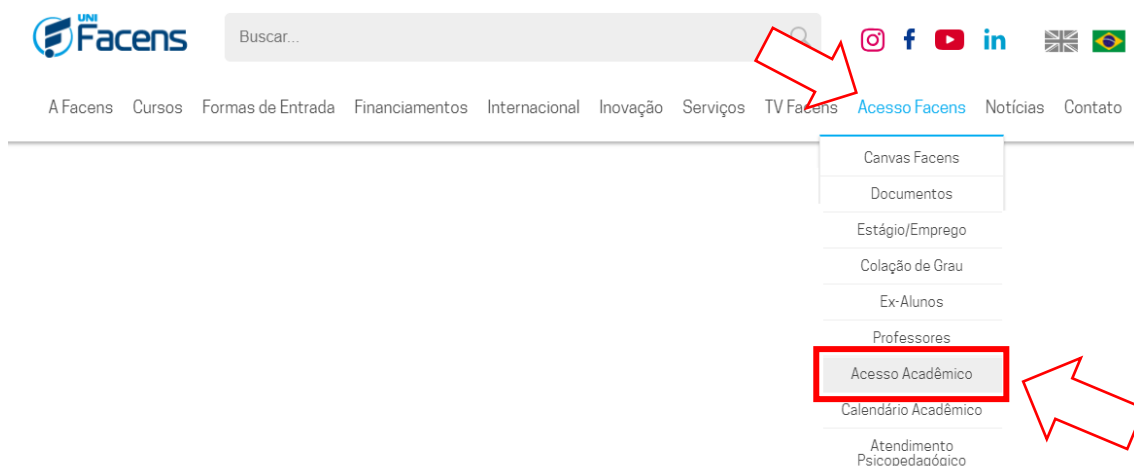 UNI
Facens
Buscar...
A Facens Cursos Formas de Entrada Financiamentos Internacional Inovação Serviços TV Facens Acesso Facens Notícias Contato
Canvas Facens
Documentos
Estágio/Emprego
Colação de Grau
Ex-Alunos
Professores
Acesso Acadêmico
Calendário Acadêmico
Atendimento
Psicopedagógico